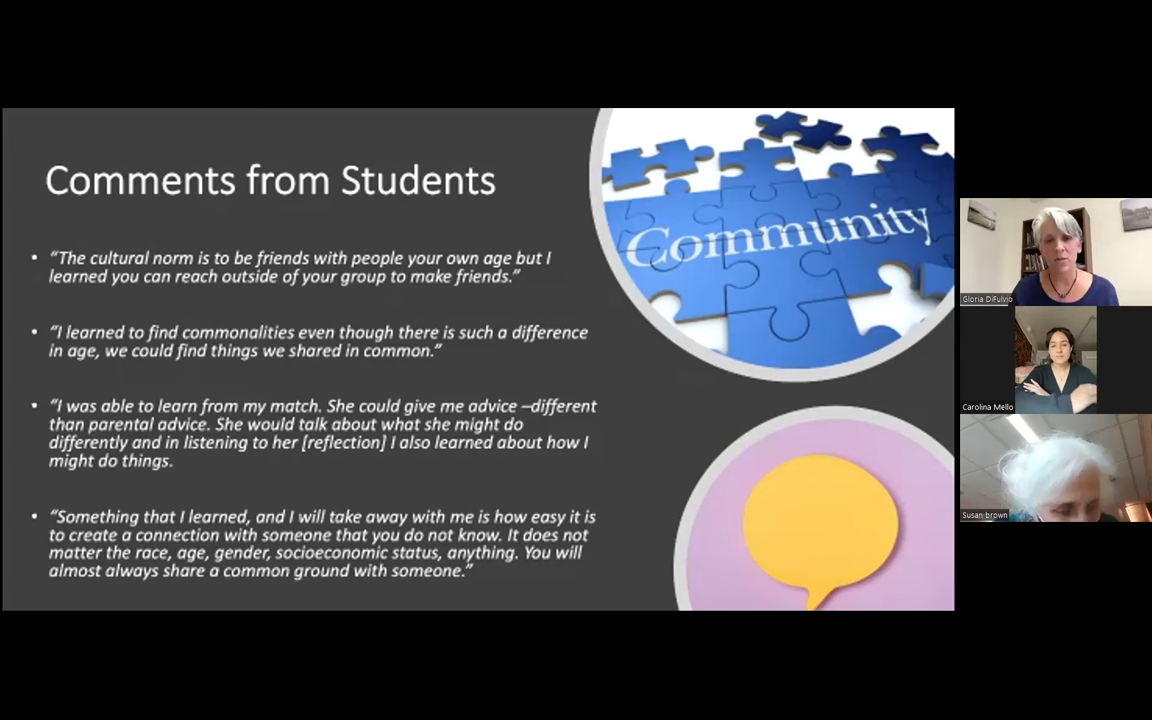 Comments from Students
• “The cultural norm is to be friends with people your own age but I
learned you can reach outside of your group to make friends.”
• “I learned to find commonalities even though there is such a difference
in age, we could find things we shared in common.”
• “I was able to learn from my match. She could give me advice –different
than parental advice. She would talk about what she might do
differently and in listening to her [reflection] I also learned about how I
might do things.
• “Something that I learned, and I will take away with me is how easy it is
to create a connection with someone that you do not know. It does not
matter the race, age, gender, socioeconomic status, anything. You will
almost always share a common ground with someone.”
Community
Gloria DiFulvio
Carolina Mello
Susan brown